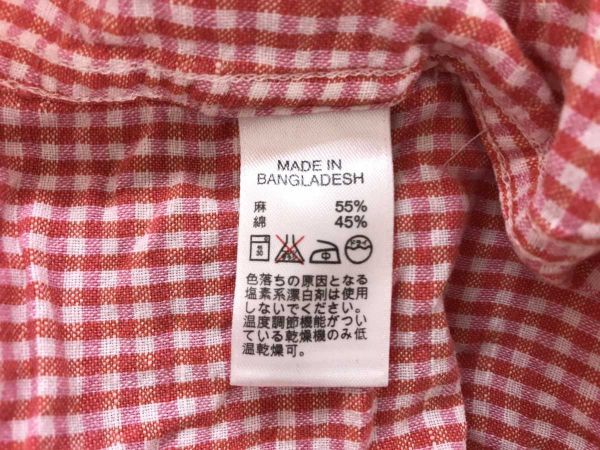 MADE IN
BANGLADESH
麻 55%
綿 45%
色落ちの原因となる
塩素系漂白剤は使用
しないでください。
温度調節機能がつい
ている乾燥機のみ低
温乾燥可。